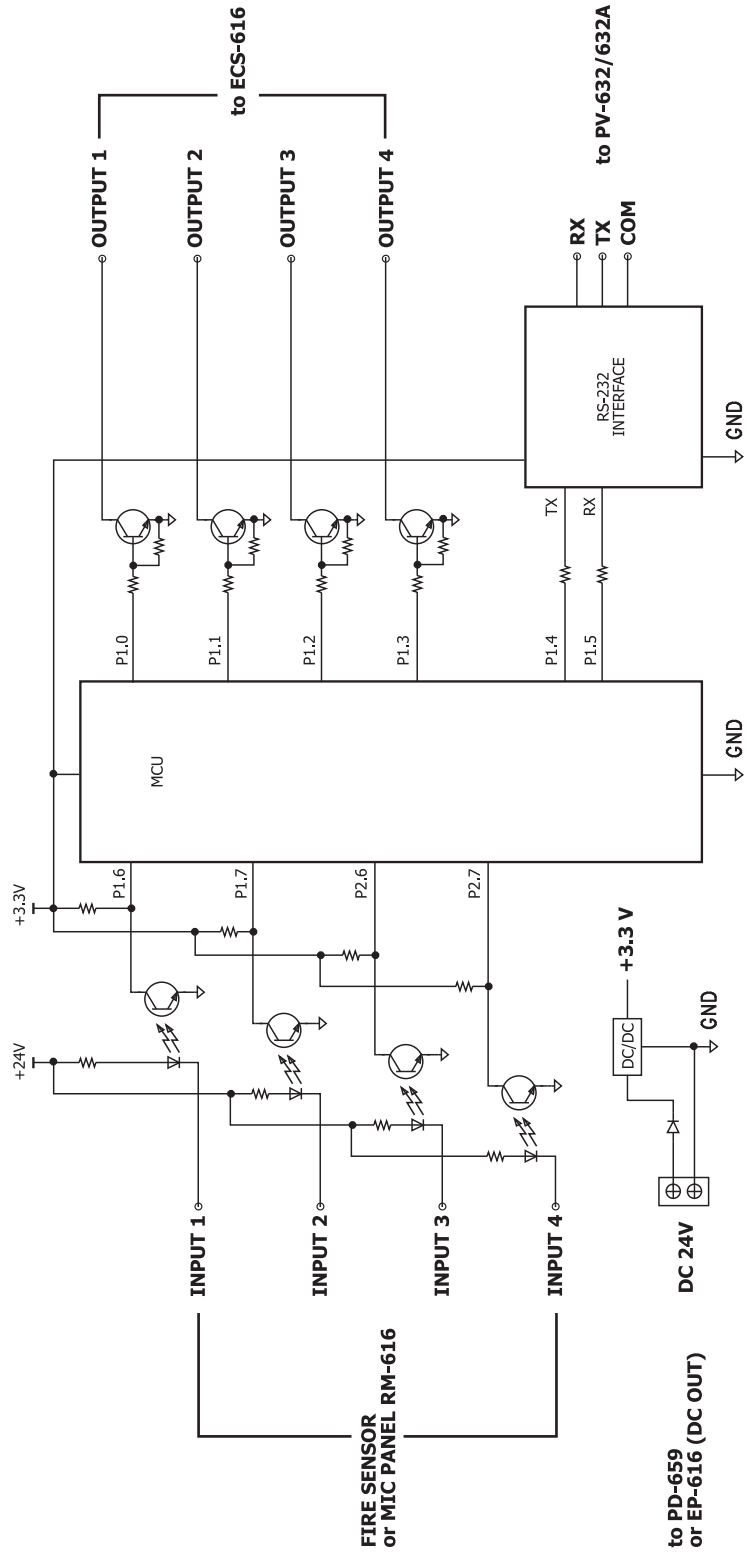 +24V
+3.3V
FIRE SENSOR
or MIC PANEL RM-616
INPUT 1
INPUT 2
INPUT 3
INPUT 4
P1.6
P1.7
P2.6
P2.7
MCU
GND
P1.0
P1.1
P1.2
P1.3
P1.4
P1.5
TX
RX
RS-232
INTERFACE
GND
OUTPUT 1
OUTPUT 2
OUTPUT 3
OUTPUT 4
to ECS-616
RX
TX
COM
to PV-632/632A
to PD-659
or EP-616 (DC OUT)
DC 24V
DC/DC
+3.3 V
GND